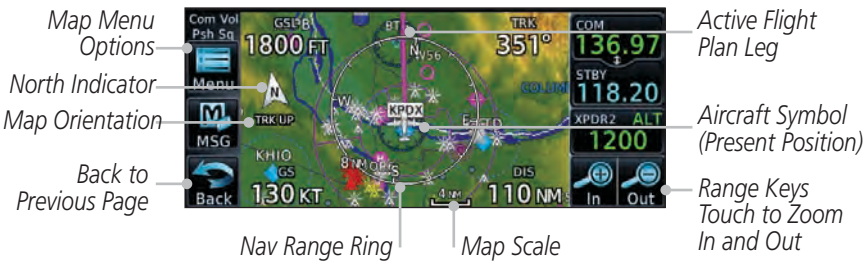 Map Menu
Options
North Indicator
Map Orientation
Back to
Previous Page
Com Vol
Psh Sq
Menu
MSG
Back
GSL
1800 FT
BT
N
TRK
351°
W
KPDX
N
TRK UP
KHIO
GS
130 KT
8 NM
S
DIS
110 NM
4 NM
COM
136.97
STBY
118.20
XPDR2 ALT
1200
In
Out
Active Flight
Plan Leg
Aircraft Symbol
(Present Position)
Range Keys
Touch to Zoom
In and Out
Nav Range Ring
Map Scale